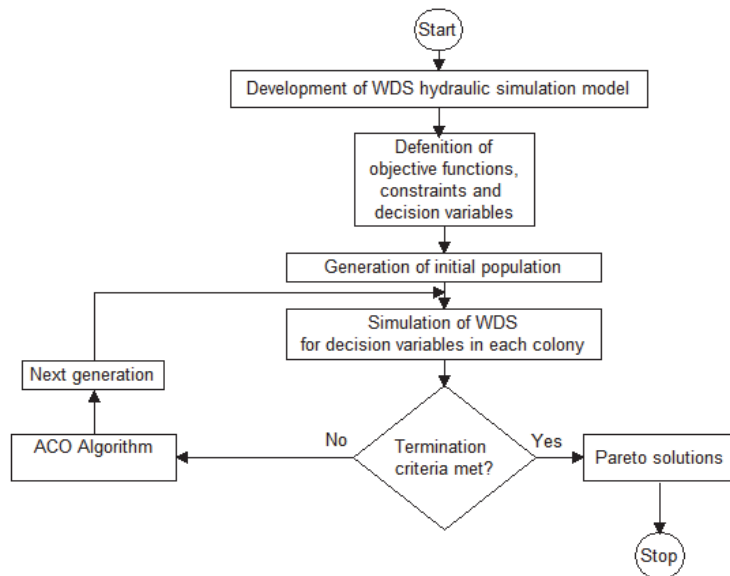 Start
Development of WDS hydraulic simulation model
Defenition of
objective functions,
constraints and
decision variables
Generation of initial population
Simulation of WDS
for decision variables in each colony
Next generation
ACO Algorithm
No
Termination
criteria met?
Yes
Pareto solutions
Stop